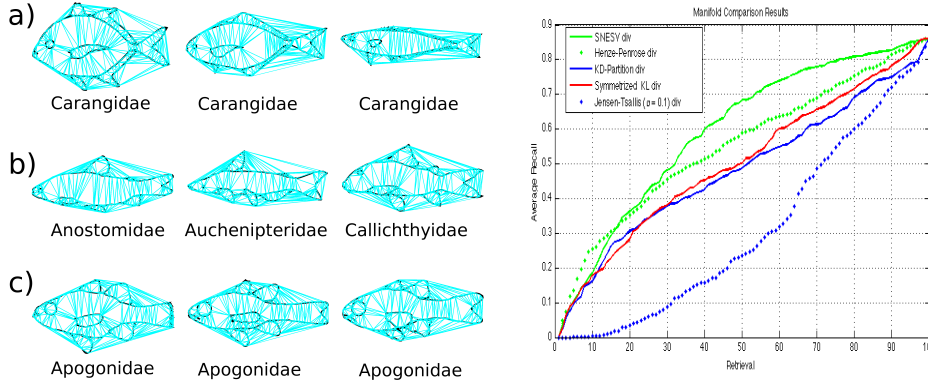 a)
Carangidae Carangidae Carangidae
b)
Anostomidae Auchenipteridae Callichthyidae
c)
Apogonidae Apogonidae Apogonidae
Manifold Comparison Results
SNESV div
Henze-Penrose div
KD-Partition div
Symmetrized KL div
Jensen-Tsallis (p = 0.1) div
Average Recall
0.9
0.8
0.7
0.6
0.5
0.4
0.3
0.2
0.1
0
0 10 20 30 40 50 60 70 80 90 100
Retrieval